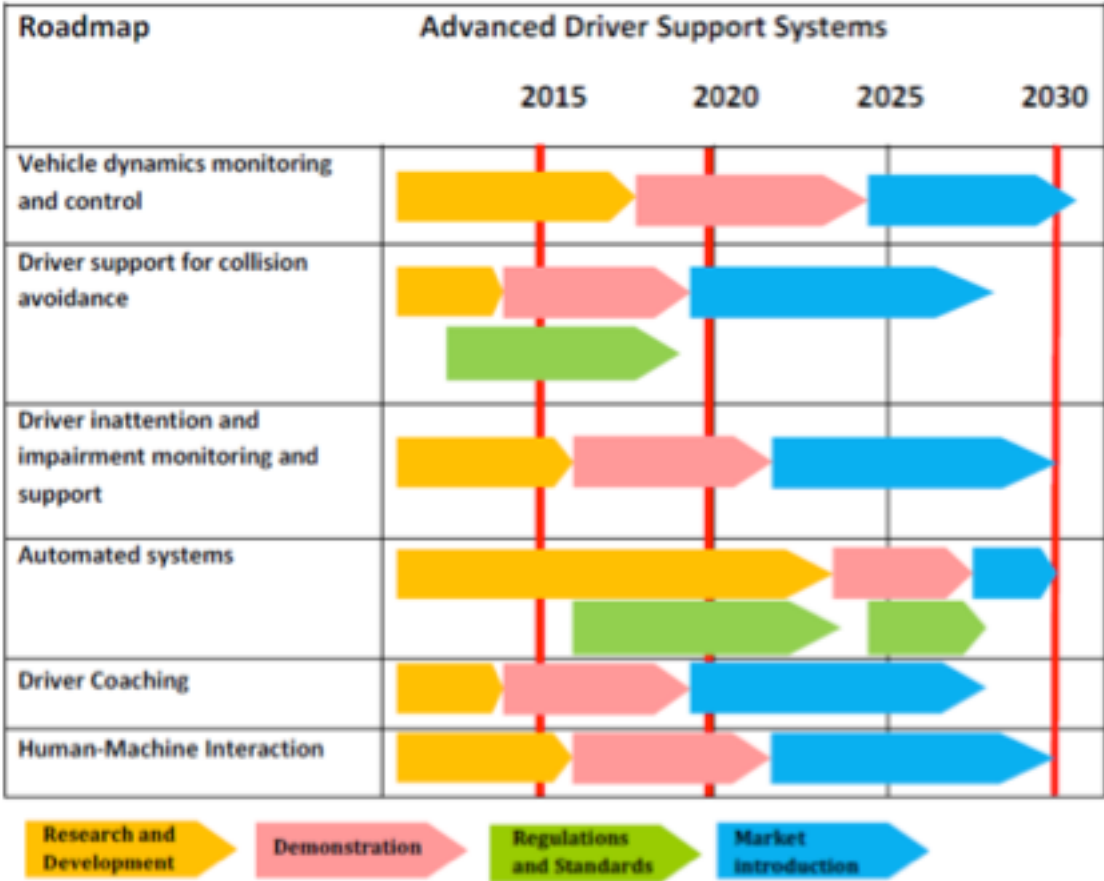 Roadmap
Advanced Driver Support Systems
2015 2020 2025 2030
Vehicle dynamics monitoring
and control
Driver support for collision
avoidance
Driver inattention and
impairment monitoring and
support
Automated systems
Driver Coaching
Human-Machine Interaction
Research and
Development
Demonstration
Regulations
and Standards
Market
introduction